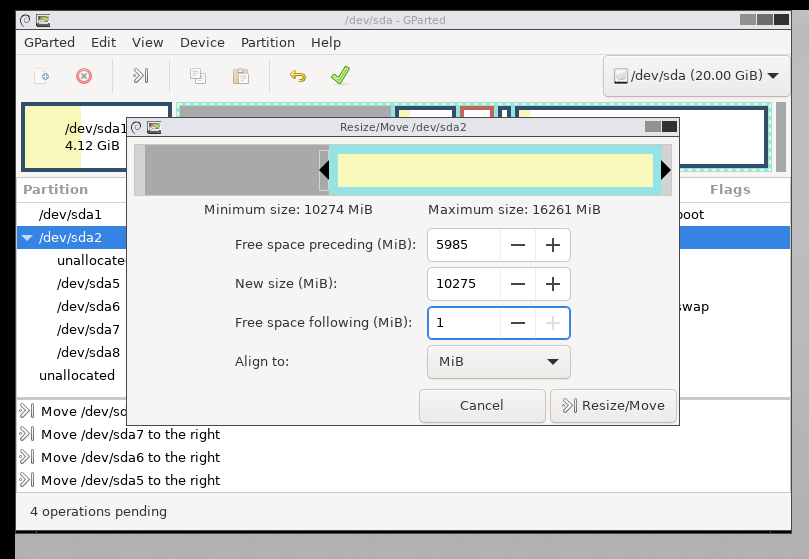 /dev/sda - GParted
GParted Edit View Device Partition Help
/dev/sda (20.00 GiB)
/dev/sda1
4.12 GiB
Resize/Move /dev/sda2
Minimum size: 10274 MiB Maximum size: 16261 MiB
Free space preceding (MiB): 5985
New size (MiB): 10275
Free space following (MiB): 1
Align to: MiB
Cancel Resize/Move
Partition Flags
/dev/sda1
/dev/sda2
/dev/sda5
/dev/sda6 swap
/dev/sda7
/dev/sda8
unallocated
Move /dev/sd
Move /dev/sda7 to the right
Move /dev/sda6 to the right
Move /dev/sda5 to the right
4 operations pending